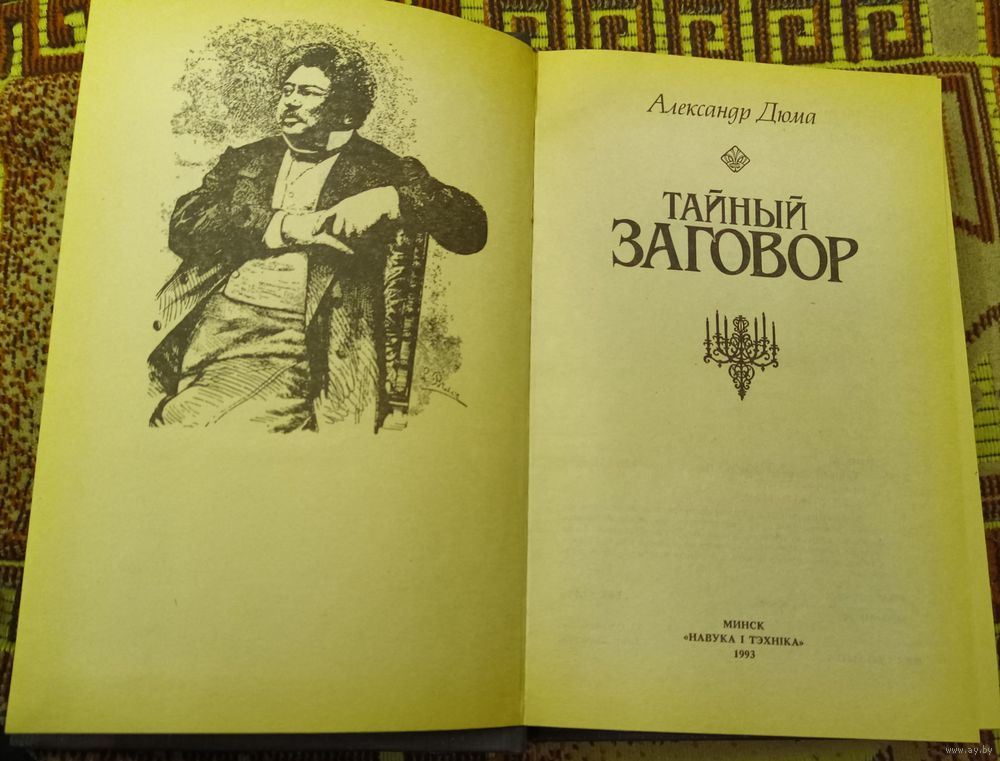 Александр Дюма
ТАЙНЫЙ
ЗАГОВОР
МИНСК
«НАВУКА І ТЭХНІКА»
1993
www.ay.by